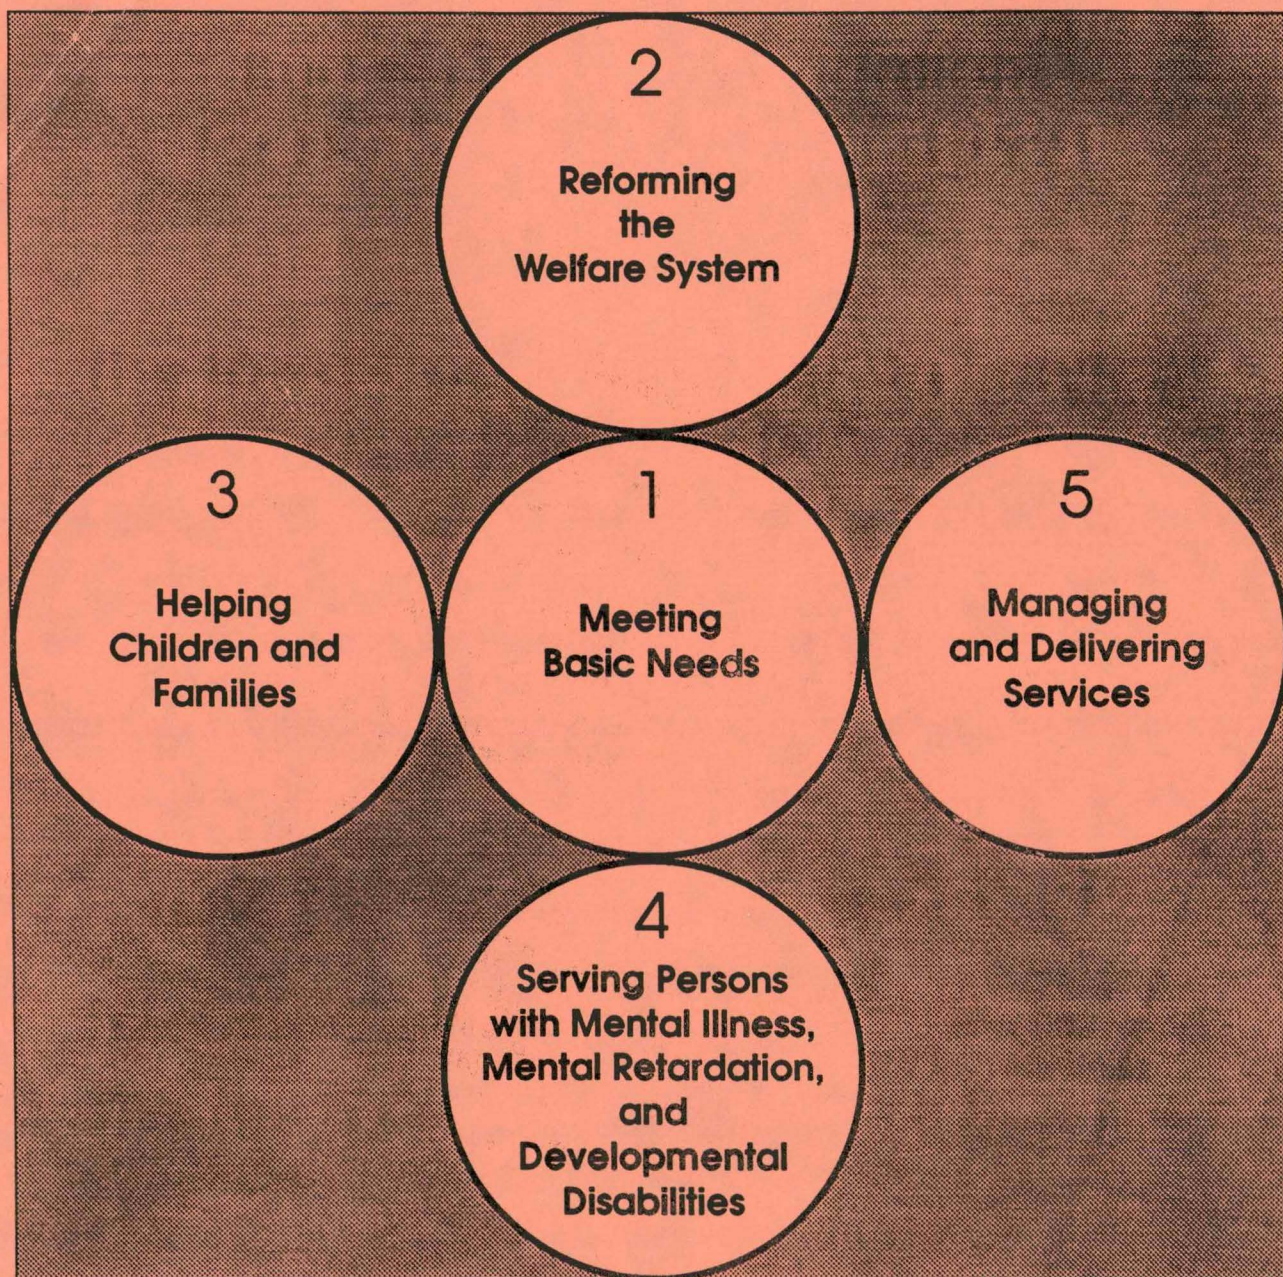 2
Reforming
the
Welfare System
3
Helping
Children and
Families
1
Meeting
Basic Needs
5
Managing
and Delivering
Services
4
Serving Persons
with Mental Illness,
Mental Retardation,
and
Developmental
Disabilities